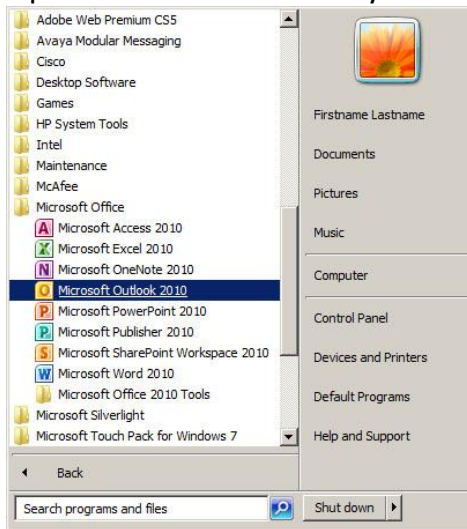 Adobe Web Premium CS5
Avaya Modular Messaging
Cisco
Desktop Software
Games
HP System Tools
Intel
Maintenance
McAfee
Microsoft Office
Microsoft Access 2010
Microsoft Excel 2010
Microsoft OneNote 2010
Microsoft Outlook 2010
Microsoft PowerPoint 2010
Microsoft Publisher 2010
Microsoft SharePoint Workspace 2010
Microsoft Word 2010
Microsoft Office 2010 Tools
Microsoft Silverlight
Microsoft Touch Pack for Windows 7
Back
Search programs and files
Firstname Lastname
Documents
Pictures
Music
Computer
Control Panel
Devices and Printers
Default Programs
Help and Support
Shut down